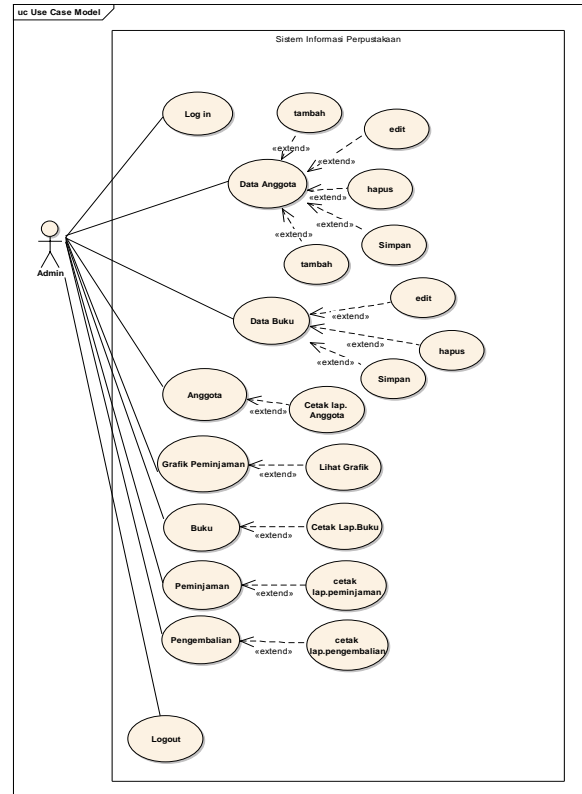 uc Use Case Model
Sistem Informasi Perpustakaan
Log in
tambah
edit
«extend»
«extend»
Data Anggota
hapus
«extend»
«extend»
Simpan
«extend»
tambah
Admin
edit
Data Buku
«extend»
hapus
«extend»
Simpan
«extend»
Anggota
Cetak lap.
Anggota
«extend»
Grafik Peminjaman
Lihat Grafik
«extend»
Buku
Cetak Lap.Buku
«extend»
Peminjaman
cetak
lap.peminjaman
«extend»
Pengembalian
cetak
lap.pengembalian
«extend»
Logout